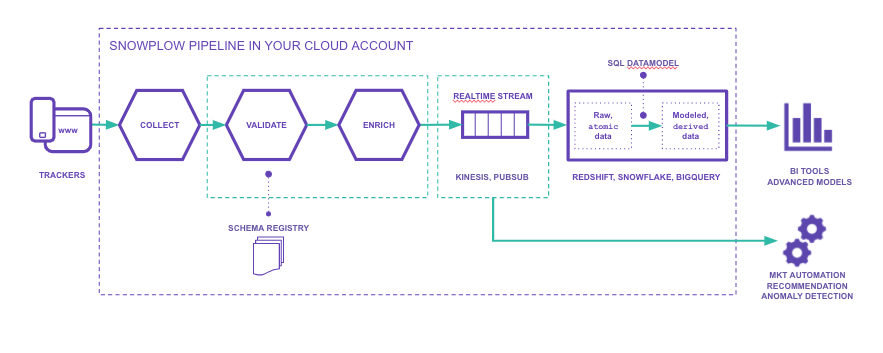 SNOWPLOW PIPELINE IN YOUR CLOUD ACCOUNT
SQL DATAMODEL
REALTIME STREAM
www
COLLECT
VALIDATE
ENRICH
Raw,
atomic
data
Modeled,
derived
data
TRACKERS
KINESIS, PUBSUB
REDSHIFT, SNOWFLAKE, BIGQUERY
BI TOOLS
ADVANCED MODELS
SCHEMA REGISTRY
MKT AUTOMATION
RECOMMENDATION
ANOMALY DETECTION